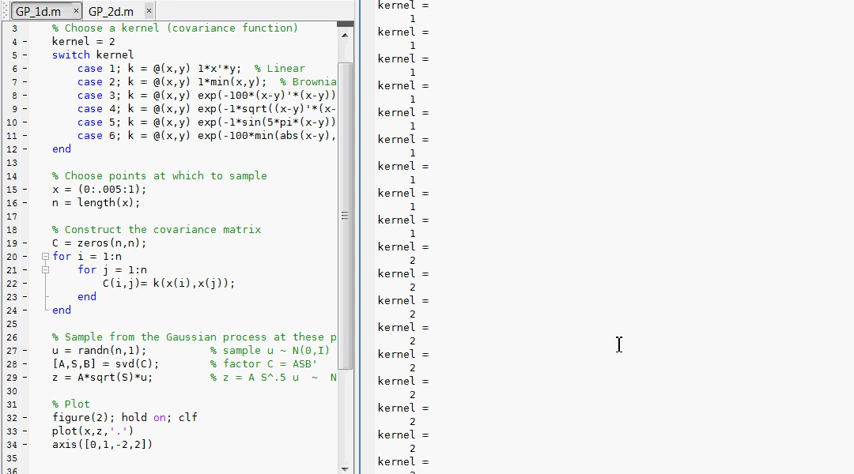 GP_1d.m × GP_2d.m ×
3 % Choose a kernel (covariance function)
4 - kernel = 2
5 - switch kernel
6 - case 1; k = @(x,y) 1*x'*y; % Linear
7 - case 2; k = @(x,y) 1*min(x,y); % Brownia
8 - case 3; k = @(x,y) exp(-100*(x-y)'*(x-y))
9 - case 4; k = @(x,y) exp(-1*sqrt((x-y)'*(x-
10 - case 5; k = @(x,y) exp(-1*sin(5*pi*(x-y))
11 - case 6; k = @(x,y) exp(-100*min(abs(x-y),
12 - end
13
14 % Choose points at which to sample
15 - x = (0:.005:1);
16 - n = length(x);
17
18 % Construct the covariance matrix
19 - C = zeros(n,n);
20 - for i = 1:n
21 - for j = 1:n
22 - C(i,j)= k(x(i),x(j));
23 - end
24 - end
25
26 % Sample from the Gaussian process at these p
27 - u = randn(n,1); % sample u ~ N(0,I)
28 - [A,S,B] = svd(C); % factor C = ASB'
29 - z = A*sqrt(S)*u; % z = A S^.5 u ~ N
30
31 % Plot
32 - figure(2); hold on; clf
33 - plot(x,z,'.')
34 - axis([0,1,-2,2])
35
36
kernel =
1
kernel =
1
kernel =
1
kernel =
1
kernel =
1
kernel =
1
kernel =
1
kernel =
1
kernel =
1
kernel =
2
kernel =
2
kernel =
2
kernel =
2
kernel =
2
kernel =
2
kernel =
2
kernel =
2
kernel =
2